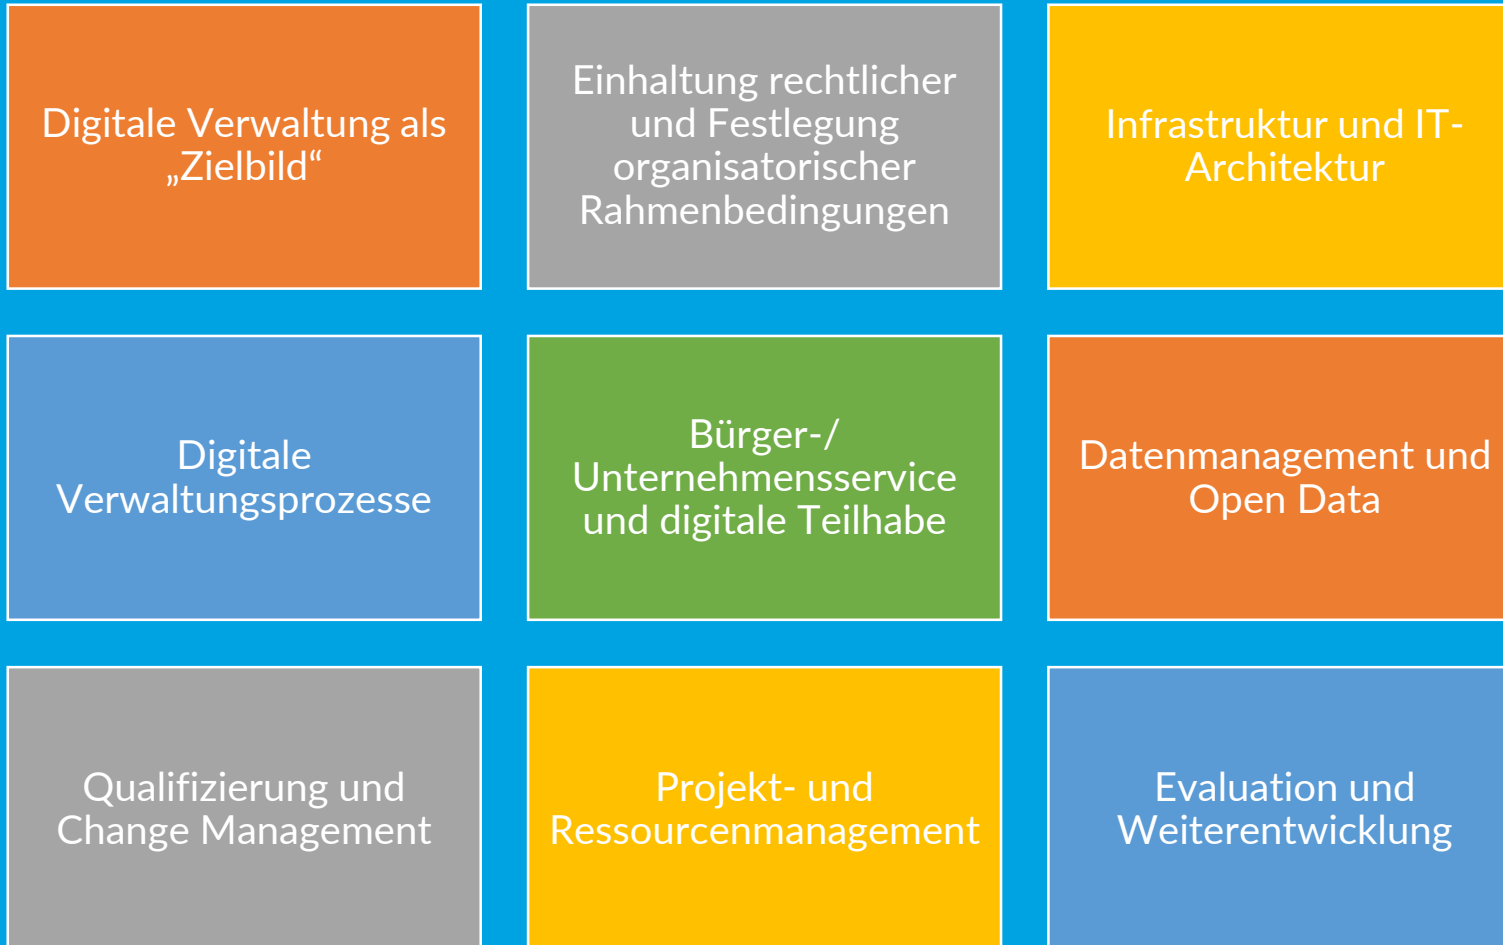 Digitale Verwaltung als
„Zielbild“
Einhaltung rechtlicher
und Festlegung
organisatorischer
Rahmenbedingungen
Infrastruktur und IT-
Architektur
Digitale
Verwaltungsprozesse
Bürger-/
Unternehmensservice
und digitale Teilhabe
Datenmanagement und
Open Data
Qualifizierung und
Change Management
Projekt- und
Ressourcenmanagement
Evaluation und
Weiterentwicklung